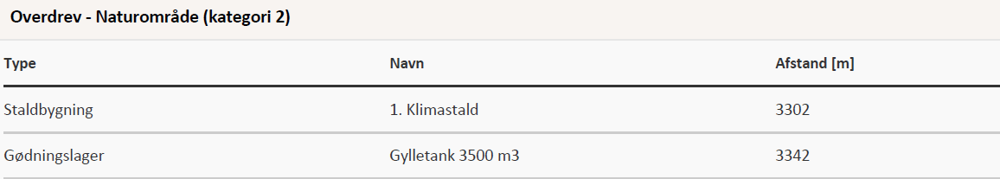 Overdrev - Naturområde (kategori 2)
Type Navn Afstand [m]
Staldbygning 1. Klimastald 3302
Gødningslager Gylletank 3500 m3 3342